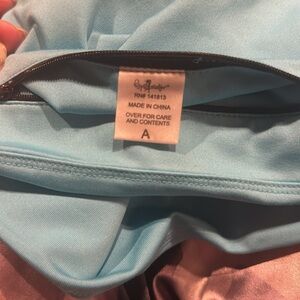 RN# 141813
MADE IN CHINA
OVER FOR CARE
AND CONTENTS
A